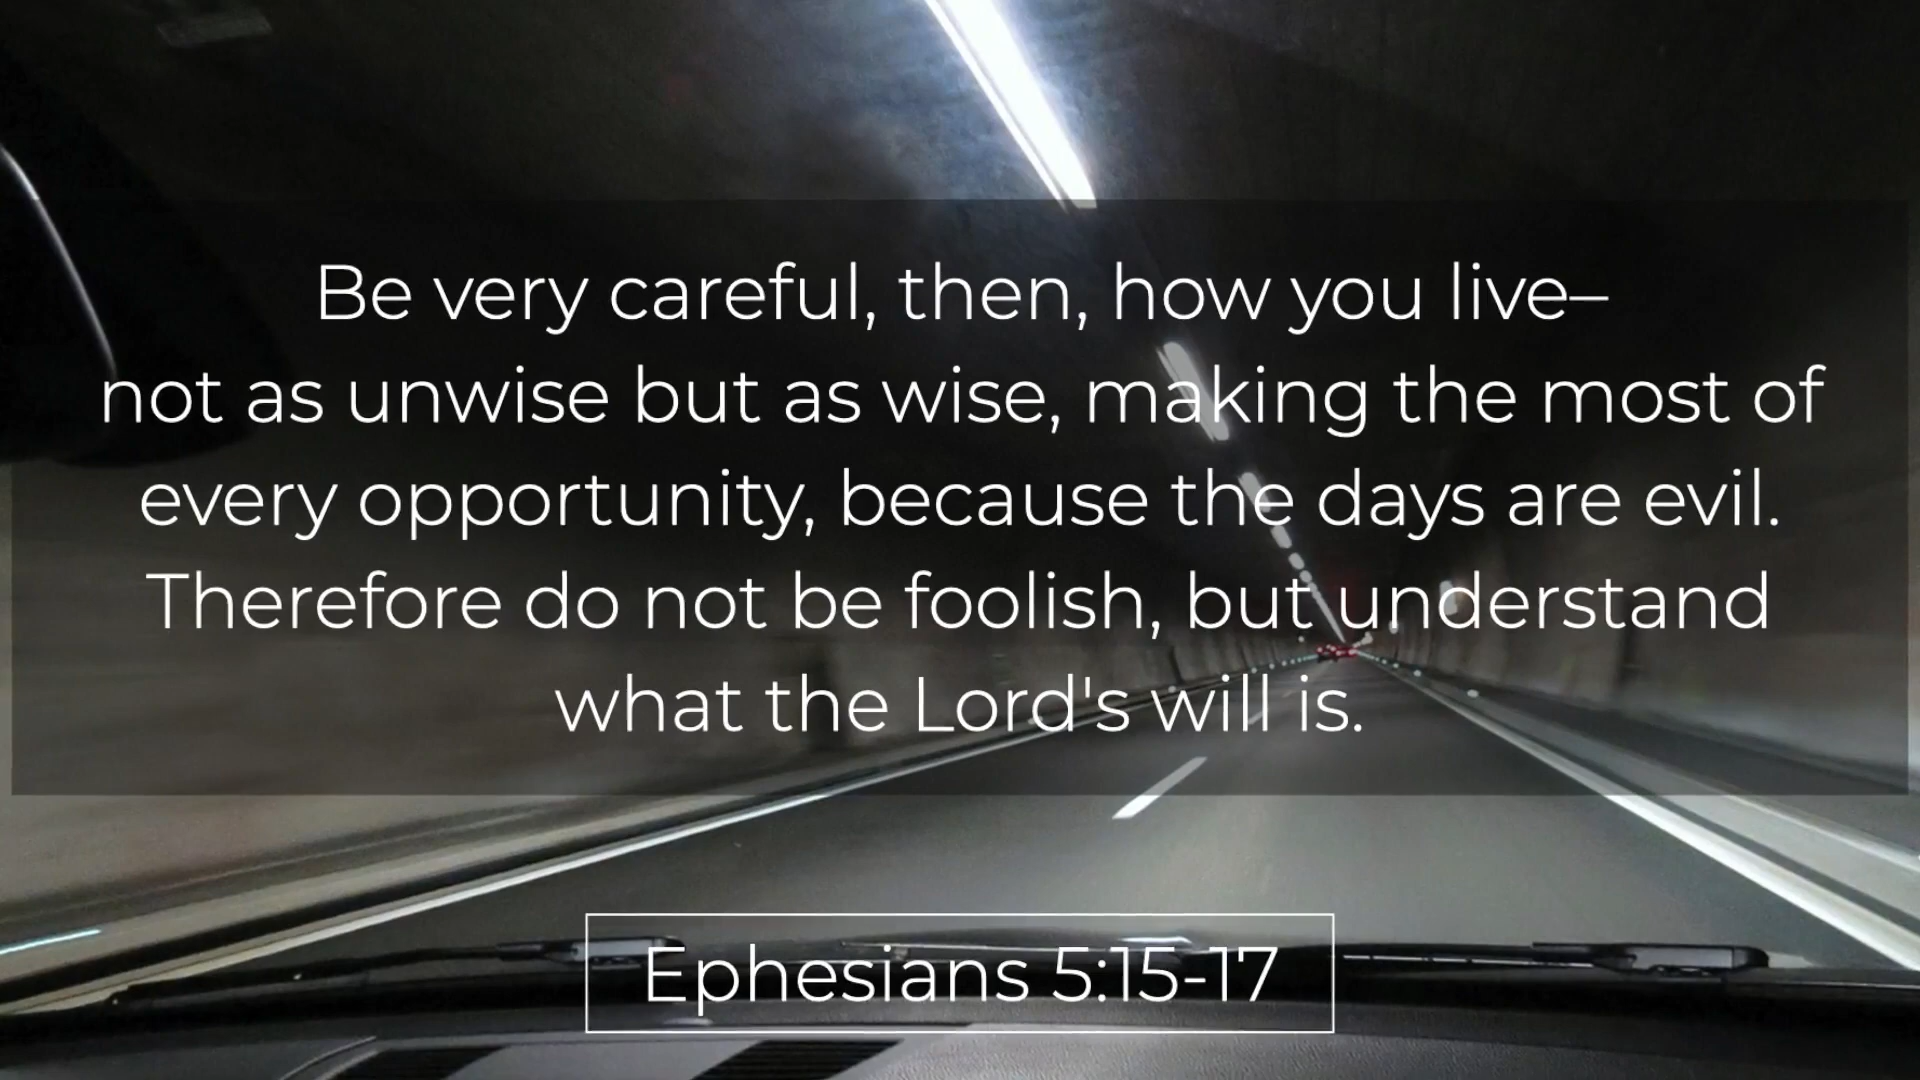 Be very careful, then, how you live–
not as unwise but as wise, making the most of
every opportunity, because the days are evil.
Therefore do not be foolish, but understand
what the Lord's will is.
Ephesians 5:15-17